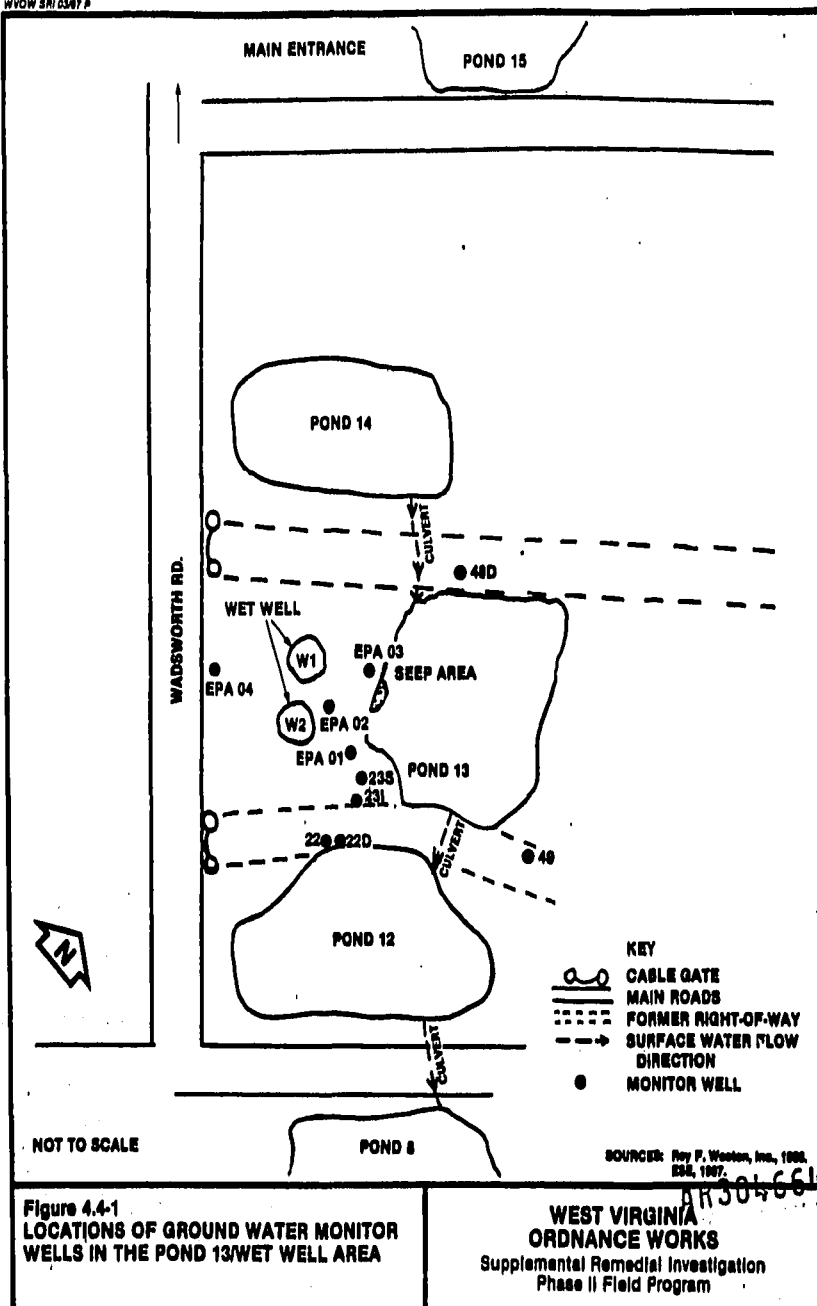 MAIN ENTRANCE
POND 15
POND 14
CULVERT
48D
WADSWORTH RD.
WET WELL
W1
EPA 03
SEEP AREA
EPA 04
W2
EPA 02
EPA 01
POND 13
23S
23I
22
22D
CULVERT
49
POND 12
N
CULVERT
KEY
CABLE GATE
MAIN ROADS
FORMER RIGHT-OF-WAY
SURFACE WATER FLOW
DIRECTION
MONITOR WELL
NOT TO SCALE
POND 8
SOURCES: Roy F. Weston, Inc., 1986.
ESE, 1987.
Figure 4.4-1
LOCATIONS OF GROUND WATER MONITOR
WELLS IN THE POND 13/WET WELL AREA
WEST VIRGINIA
ORDNANCE WORKS
Supplemental Remedial Investigation
Phase II Field Program